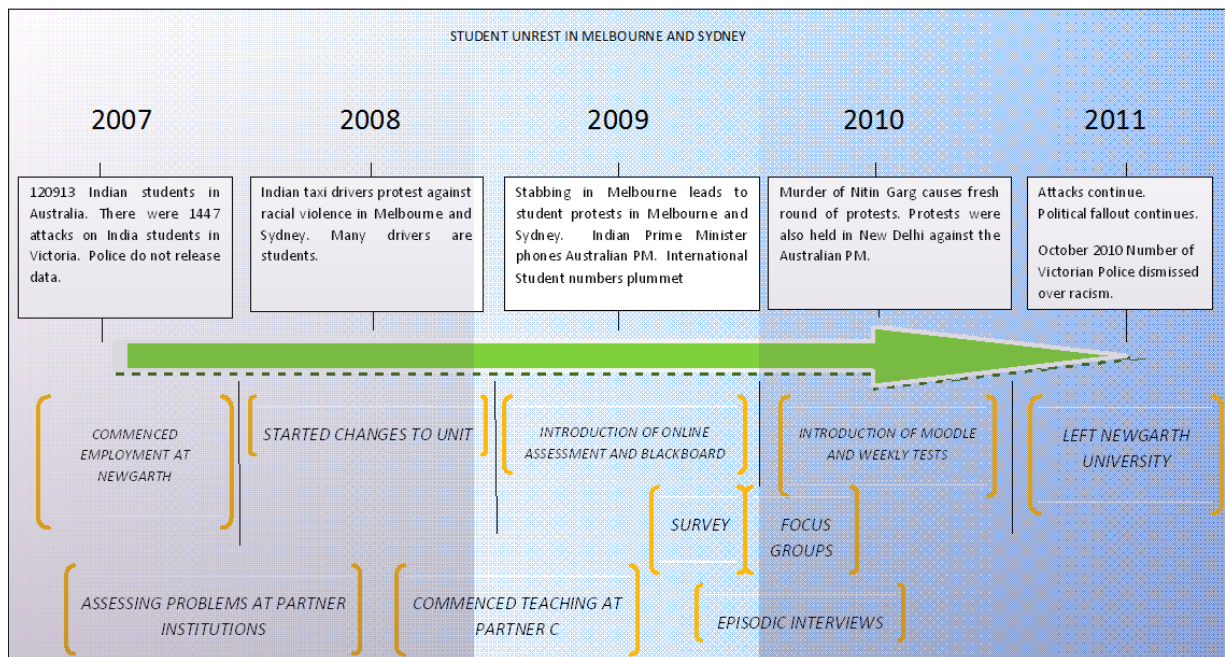 STUDENT UNREST IN MELBOURNE AND SYDNEY
2007
2008
2009
2010
2011
120913 Indian students in
Australia. There were 1447
attacks on India students in
Victoria. Police do not release
data.
Indian taxi drivers protest against
racial violence in Melbourne and
Sydney. Many drivers are
students.
Stabbing in Melbourne leads to
student protests in Melbourne and
Sydney. Indian Prime Minister
phones Australian PM. International
Student numbers plummet
Murder of Nitin Garg causes fresh
round of protests. Protests were
also held in New Delhi against the
Australian PM.
Attacks continue.
Political fallout continues.
October 2010 Number of
Victorian Police dismissed
over racism.
COMMENCED
EMPLOYMENT AT
NEWGARTH
STARTED CHANGES TO UNIT
INTRODUCTION OF ONLINE
ASSESSMENT AND BLACKBOARD
INTRODUCTION OF MOODLE
AND WEEKLY TESTS
LEFT NEWGARTH
UNIVERSITY
SURVEY
FOCUS
GROUPS
ASSESSING PROBLEMS AT PARTNER
INSTITUTIONS
COMMENCED TEACHING AT
PARTNER C
EPISODIC INTERVIEWS